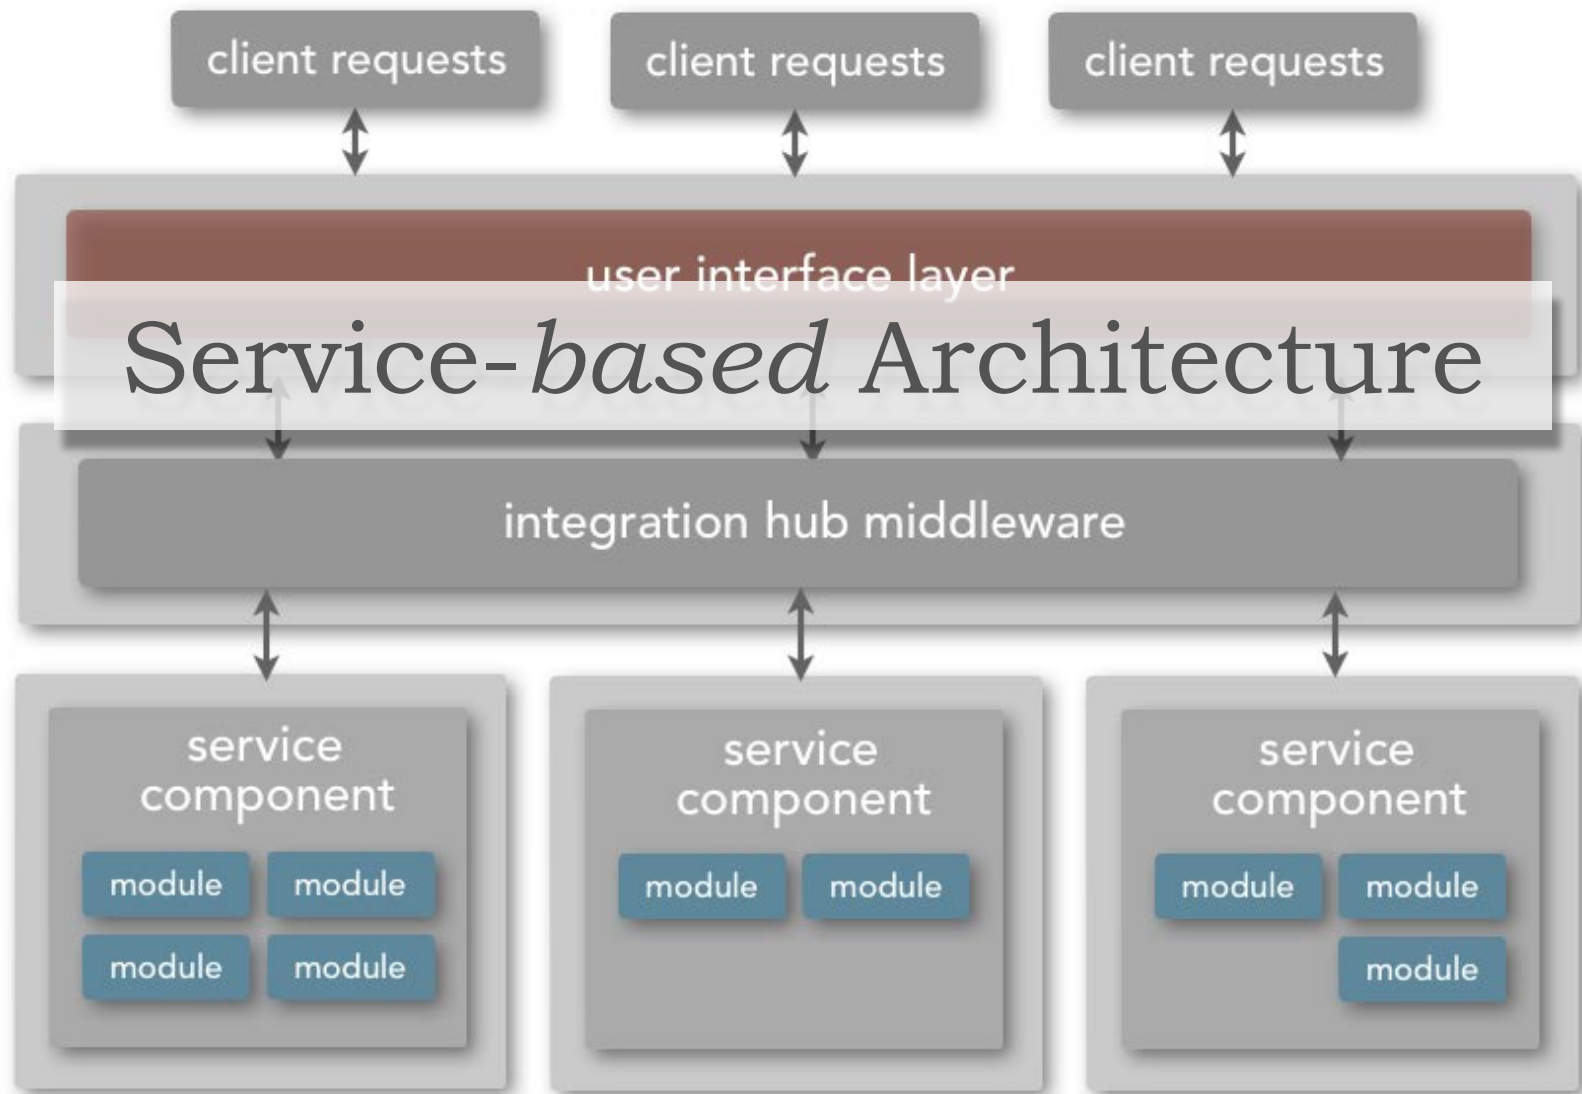 client requests
client requests
client requests
user interface layer
Service-based Architecture
integration hub middleware
service
component
module
module
module
module
service
component
module
module
service
component
module
module
module